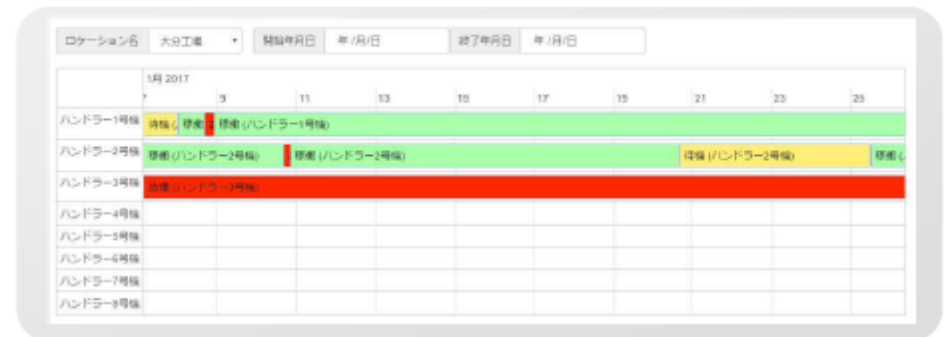 ロケーション名 大分工場 開始年月日 年/月/日 終了年月日 年/月/日
1月 2017
9 11 13 15 17 19 21 23 25
ハンドラー1号機 待機 (. 稼働 稼働 (ハンドラー1号機)
ハンドラー2号機 稼働 (ハンドラー2号機) 稼働 (ハンドラー2号機) 待機 (ハンドラー2号機) 稼働 (.
ハンドラー3号機 故障 (ハンドラー3号機)
ハンドラー4号機
ハンドラー5号機
ハンドラー6号機
ハンドラー7号機
ハンドラー8号機